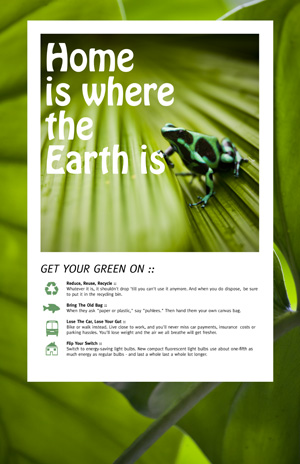 Home
is where
the
Earth is
GET YOUR GREEN ON ::
Reduce, Reuse, Recycle ::
Whatever it is, it shouldn't drop 'til you can't use it anymore. And when you do dispose, be sure
to put it in the recycling bin.
Bring The Old Bag ::
When they ask "paper or plastic," say "puhleez." Then hand them your own canvas bag.
Lose The Car, Lose Your Gut ::
Bike or walk instead. Live close to work, and you'll never miss car payments, insurance costs or
parking hassles. You'll lose weight and the air we all breathe will get fresher.
Flip Your Switch ::
Switch to energy-saving light bulbs. New compact fluorescent light bulbs use about one-fifth as
much energy as regular bulbs - and last a whole last a whole lot longer.